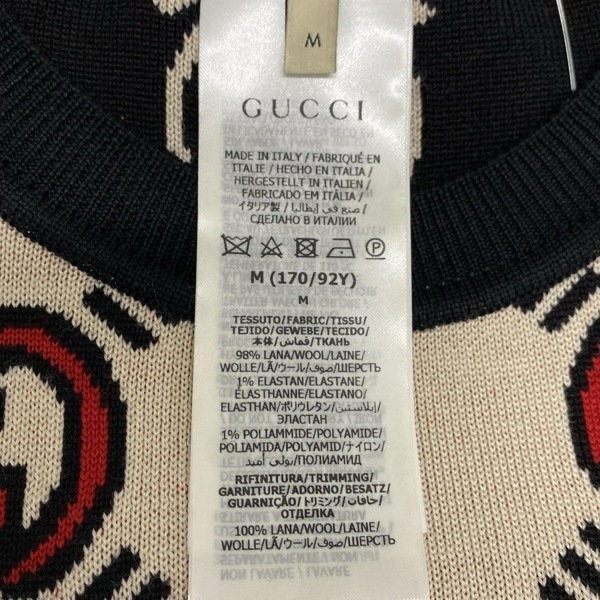 M
GUCCI
MADE IN ITALY / FABRIQUÉ EN
ITALIE / HECHO EN ITALIA /
HERGESTELLT IN ITALIEN /
FABRICADO EM ITÁLIA /
イタリア製 / صنع في إيطاليا /
СДЕЛАНО В ИТАЛИИ
M (170/92Y)
M
TESSUTO/FABRIC/TISSU/
TEJIDO/GEWEBE/TECIDO/
本体/قماش/ТКАНЬ
98% LANA/WOOL/LAINE/
WOLLE/LÃ/ウール/صوف/ШЕРСТЬ
1% ELASTAN/ELASTANE/
ÉLASTHANNE/ELASTANO/
ELASTHAN/ポリウレタン/إيلاستين/
ЭЛАСТАН
1% POLIAMMIDE/POLYAMIDE/
POLIAMIDA/POLYAMID/ナイロン/
بولي أميد/ПОЛИАМИД
RIFINITURA/TRIMMING/
GARNITURE/ADORNO/BESATZ/
GUARNIÇÃO/トリミング/حافات/
ОТДЕЛКА
100% LANA/WOOL/LAINE/
WOLLE/LÃ/ウール/صوف/ШЕРСТЬ